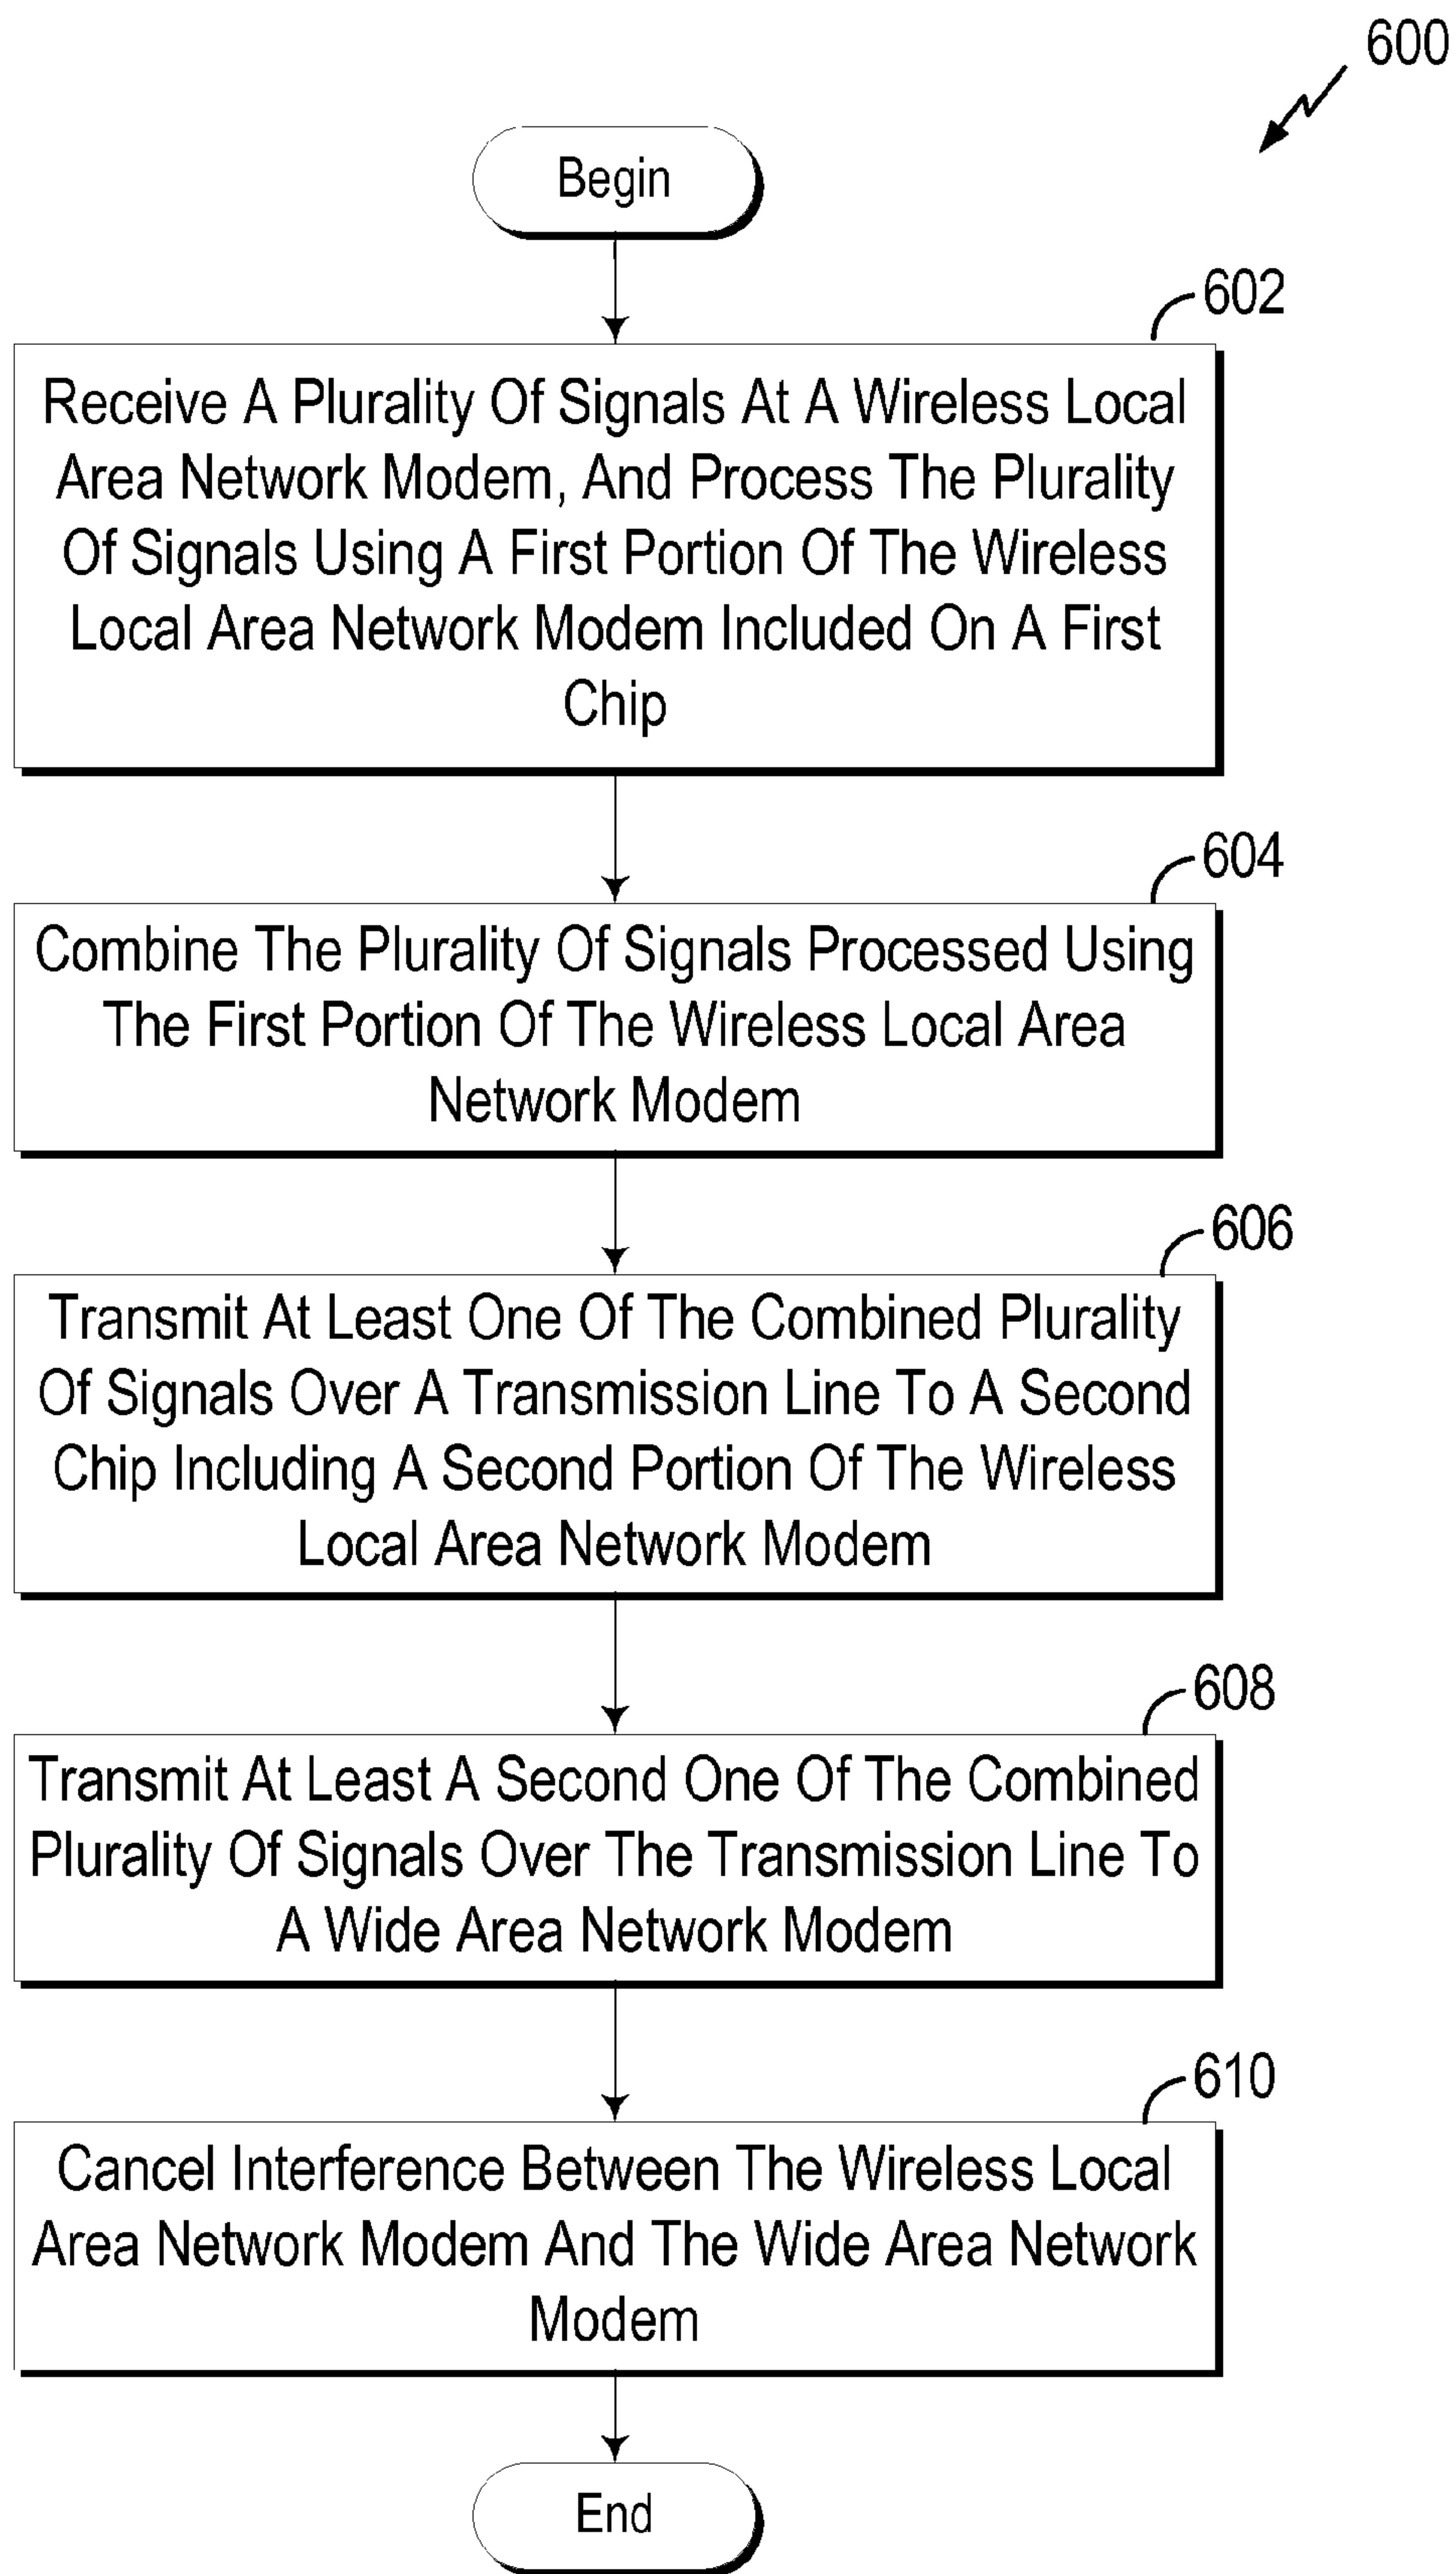 600
Begin
602
Receive A Plurality Of Signals At A Wireless Local
Area Network Modem, And Process The Plurality
Of Signals Using A First Portion Of The Wireless
Local Area Network Modem Included On A First
Chip
604
Combine The Plurality Of Signals Processed Using
The First Portion Of The Wireless Local Area
Network Modem
606
Transmit At Least One Of The Combined Plurality
Of Signals Over A Transmission Line To A Second
Chip Including A Second Portion Of The Wireless
Local Area Network Modem
608
Transmit At Least A Second One Of The Combined
Plurality Of Signals Over The Transmission Line To
A Wide Area Network Modem
610
Cancel Interference Between The Wireless Local
Area Network Modem And The Wide Area Network
Modem
End